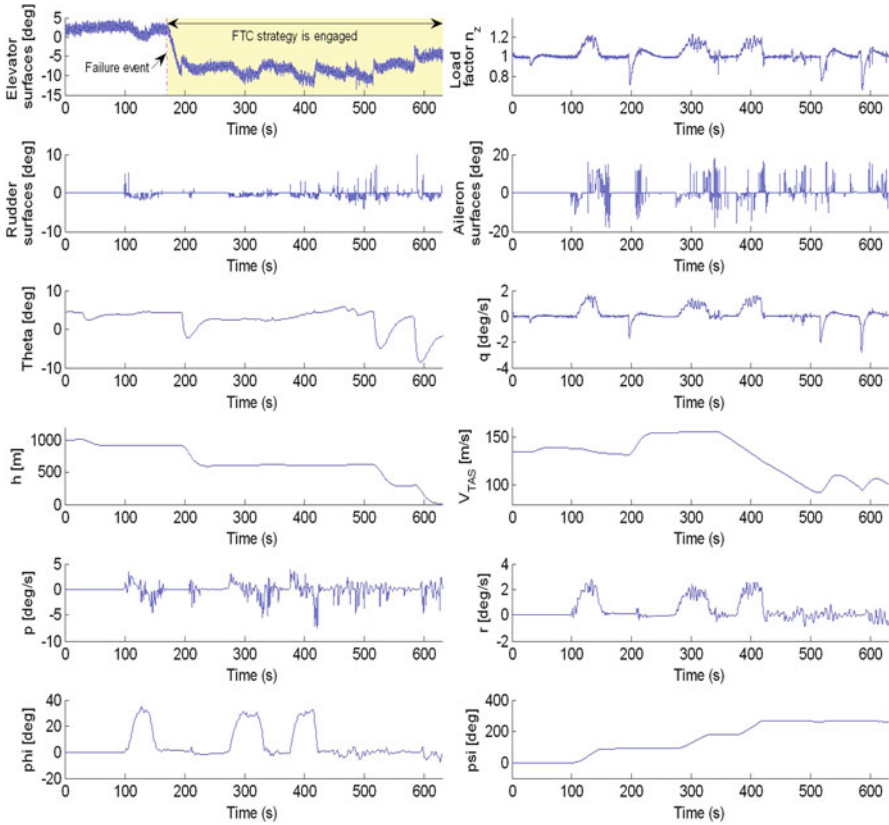 Elevator surfaces [deg]
5
0
-5
-10
-15
FTC strategy is engaged
Failure event
0 100 200 300 400 500 600
Time (s)
Load factor nz
1.2
1
0.8
0 100 200 300 400 500 600
Time (s)
Rudder surfaces [deg]
10
0
-10
0 100 200 300 400 500 600
Time (s)
Aileron surfaces [deg]
20
0
-20
0 100 200 300 400 500 600
Time (s)
Theta [deg]
10
0
-10
0 100 200 300 400 500 600
Time (s)
q [deg/s]
2
0
-2
-4
0 100 200 300 400 500 600
Time (s)
h [m]
1000
500
0
0 100 200 300 400 500 600
Time (s)
VTAS [m/s]
150
100
0 100 200 300 400 500 600
Time (s)
p [deg/s]
5
0
-5
-10
0 100 200 300 400 500 600
Time (s)
r [deg/s]
4
2
0
-2
0 100 200 300 400 500 600
Time (s)
phi [deg]
40
20
0
-20
0 100 200 300 400 500 600
Time (s)
psi [deg]
400
200
0
0 100 200 300 400 500 600
Time (s)